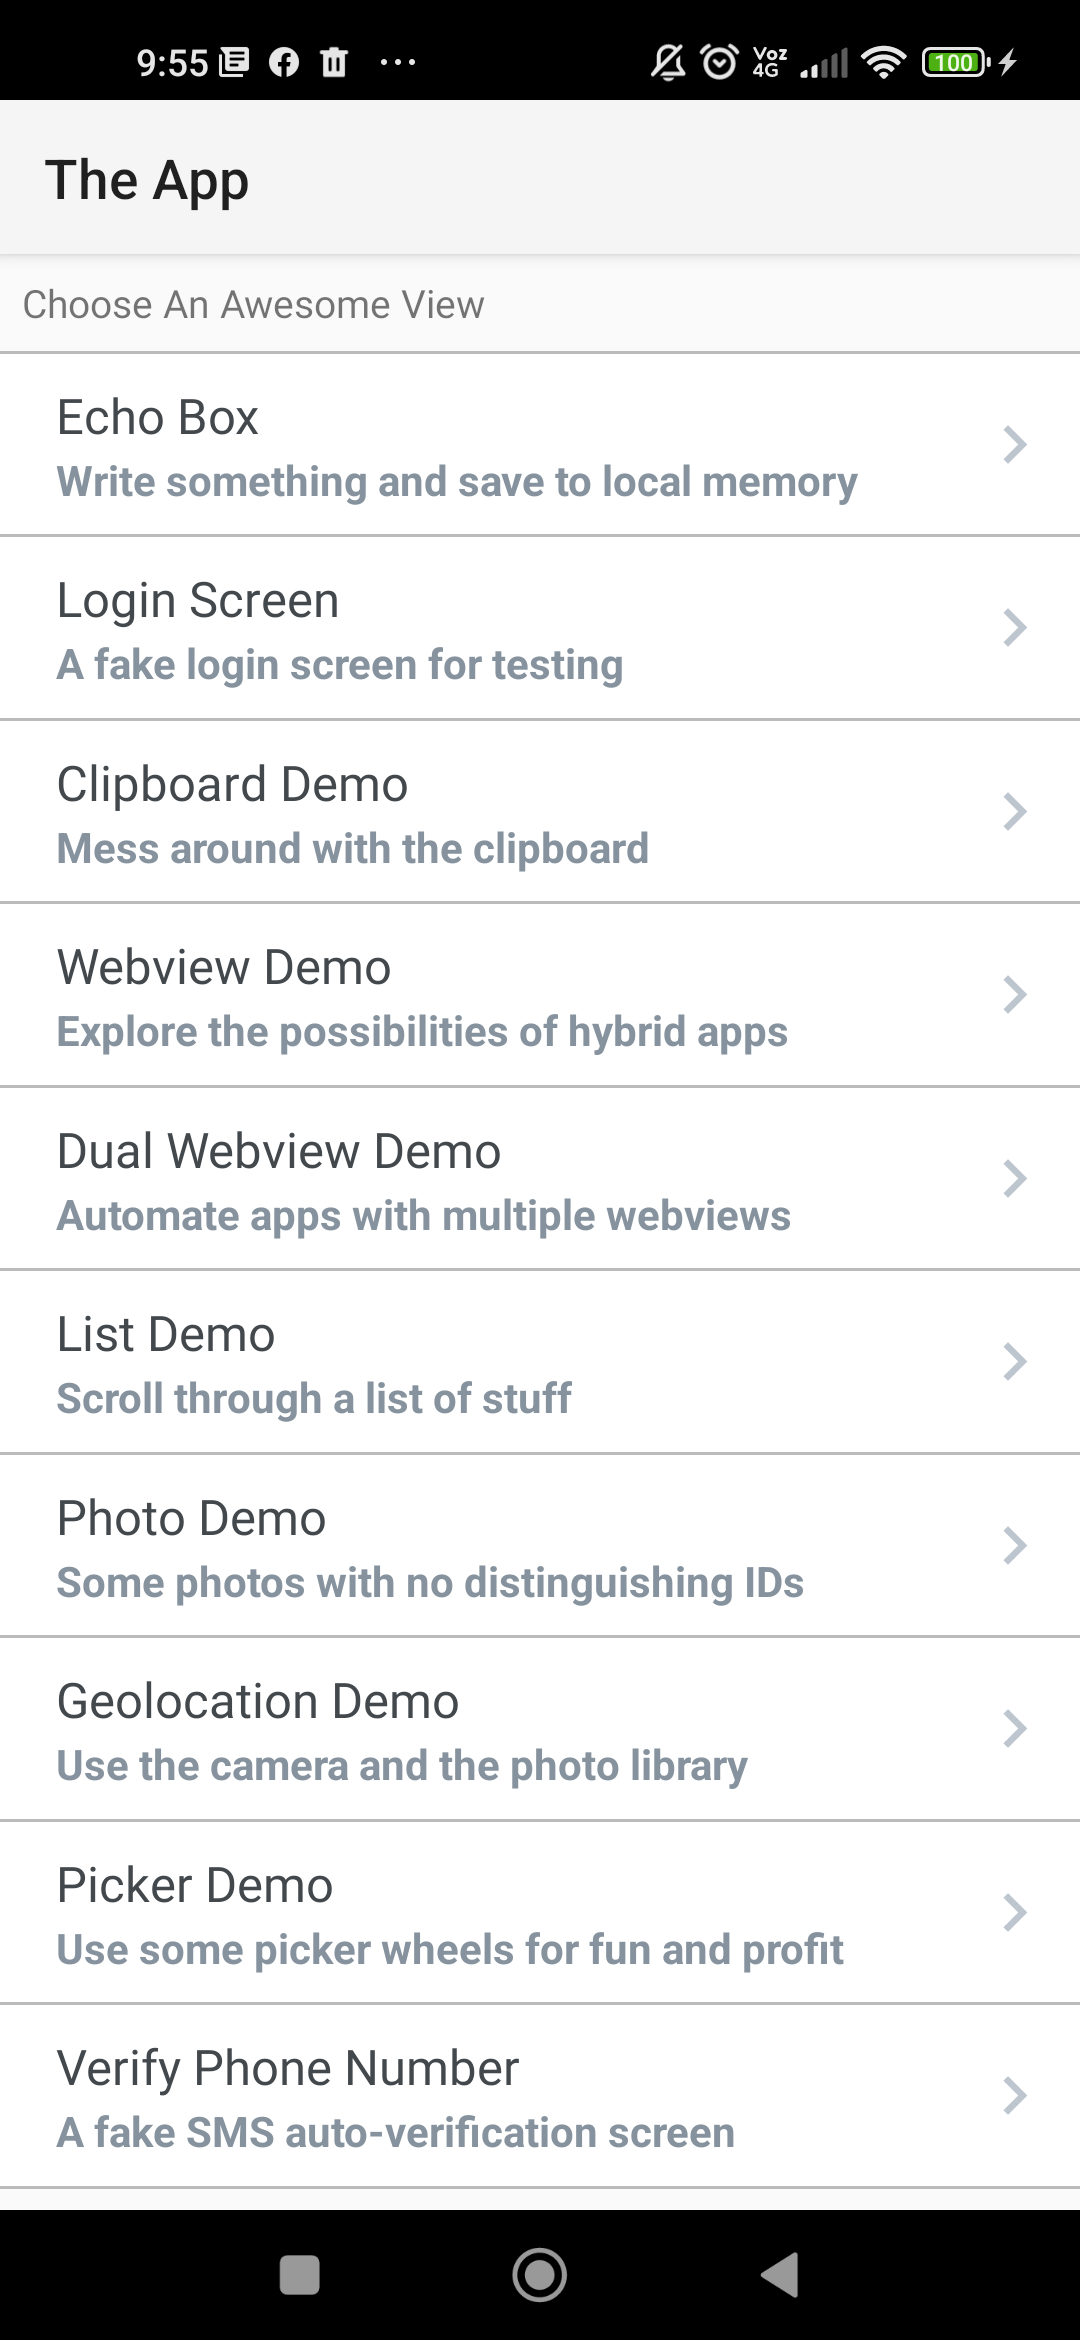 9:55
Voz
4G
100
The App
Choose An Awesome View
Echo Box
Write something and save to local memory
Login Screen
A fake login screen for testing
Clipboard Demo
Mess around with the clipboard
Webview Demo
Explore the possibilities of hybrid apps
Dual Webview Demo
Automate apps with multiple webviews
List Demo
Scroll through a list of stuff
Photo Demo
Some photos with no distinguishing IDs
Geolocation Demo
Use the camera and the photo library
Picker Demo
Use some picker wheels for fun and profit
Verify Phone Number
A fake SMS auto-verification screen